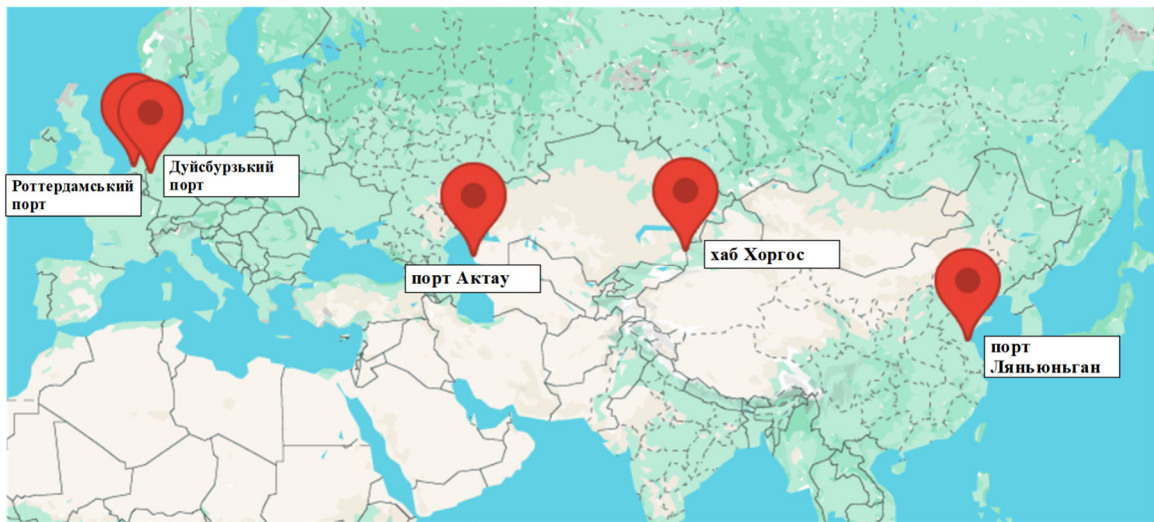 Роттердамський
порт
Дуйсбурзький
порт
порт Актау
хаб Хоргос
порт
Ляньюньган